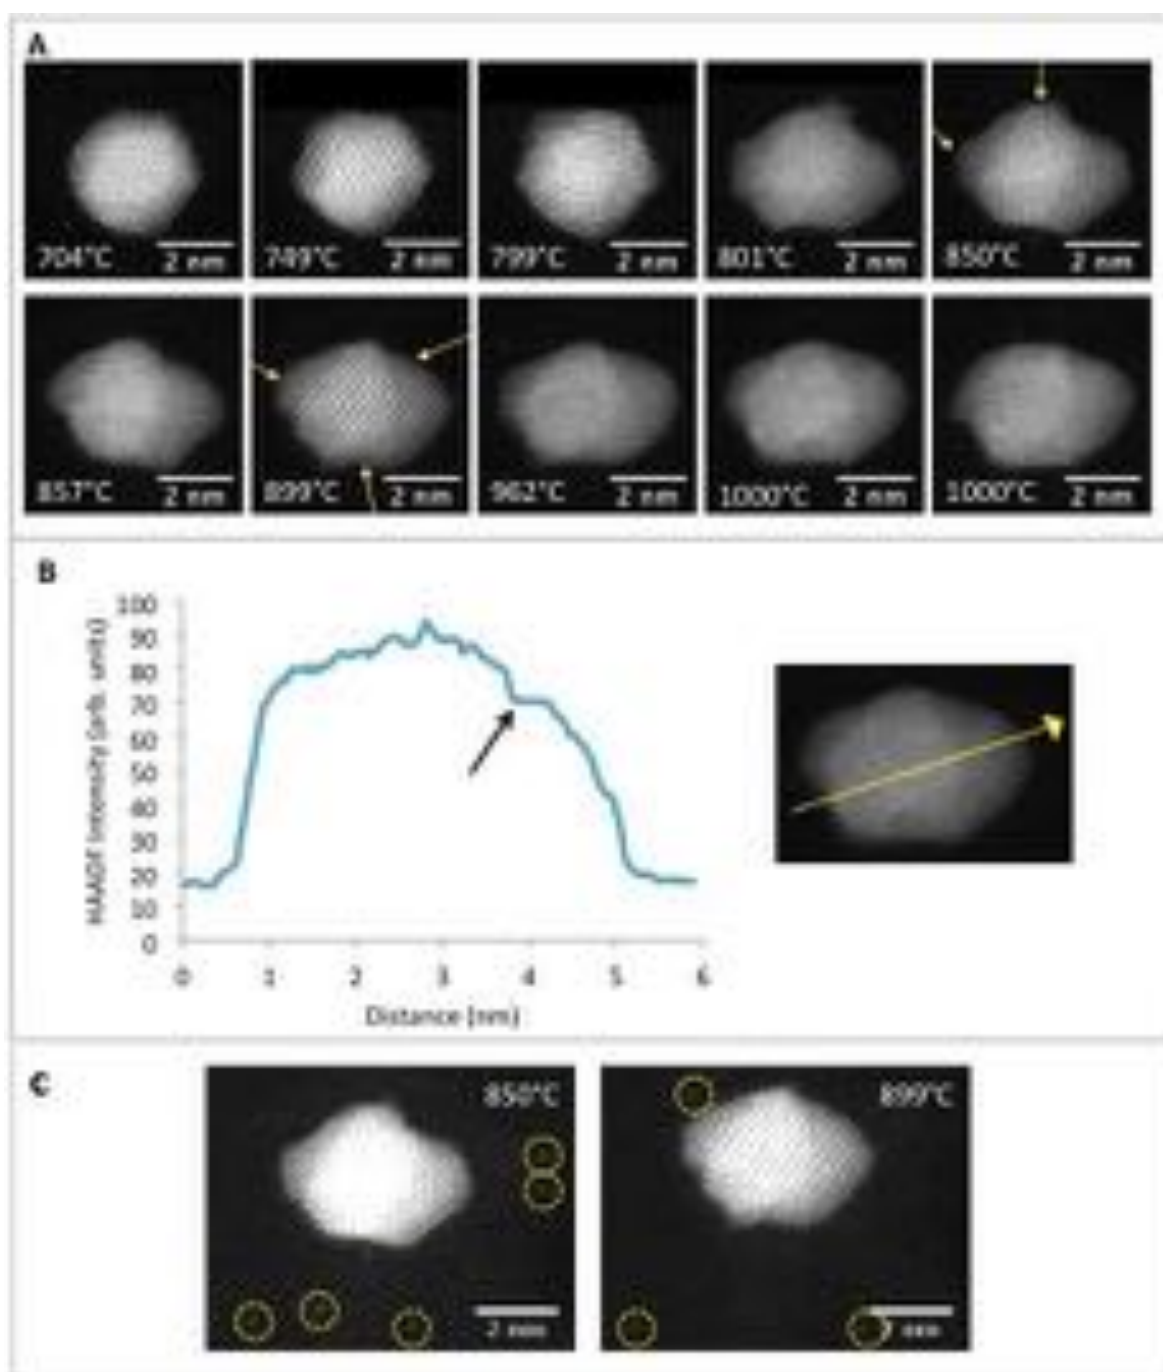 A
704°C 2 nm
749°C 2 nm
799°C 2 nm
801°C 2 nm
850°C 2 nm
857°C 2 nm
899°C 2 nm
962°C 2 nm
1000°C 2 nm
1000°C 2 nm
B
HAADF Intensity (arb. units)
100
90
80
70
60
50
40
30
20
10
0
0 1 2 3 4 5 6
Distance (nm)
C
850°C
2 nm
899°C
2 nm